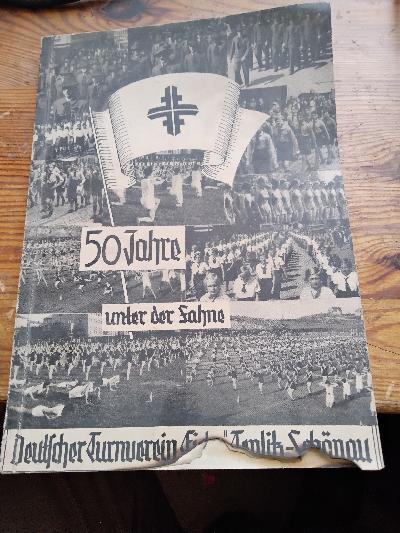 50 Jahre
unter der Fahne
Deutscher Turnverein Teplitz-Schönau